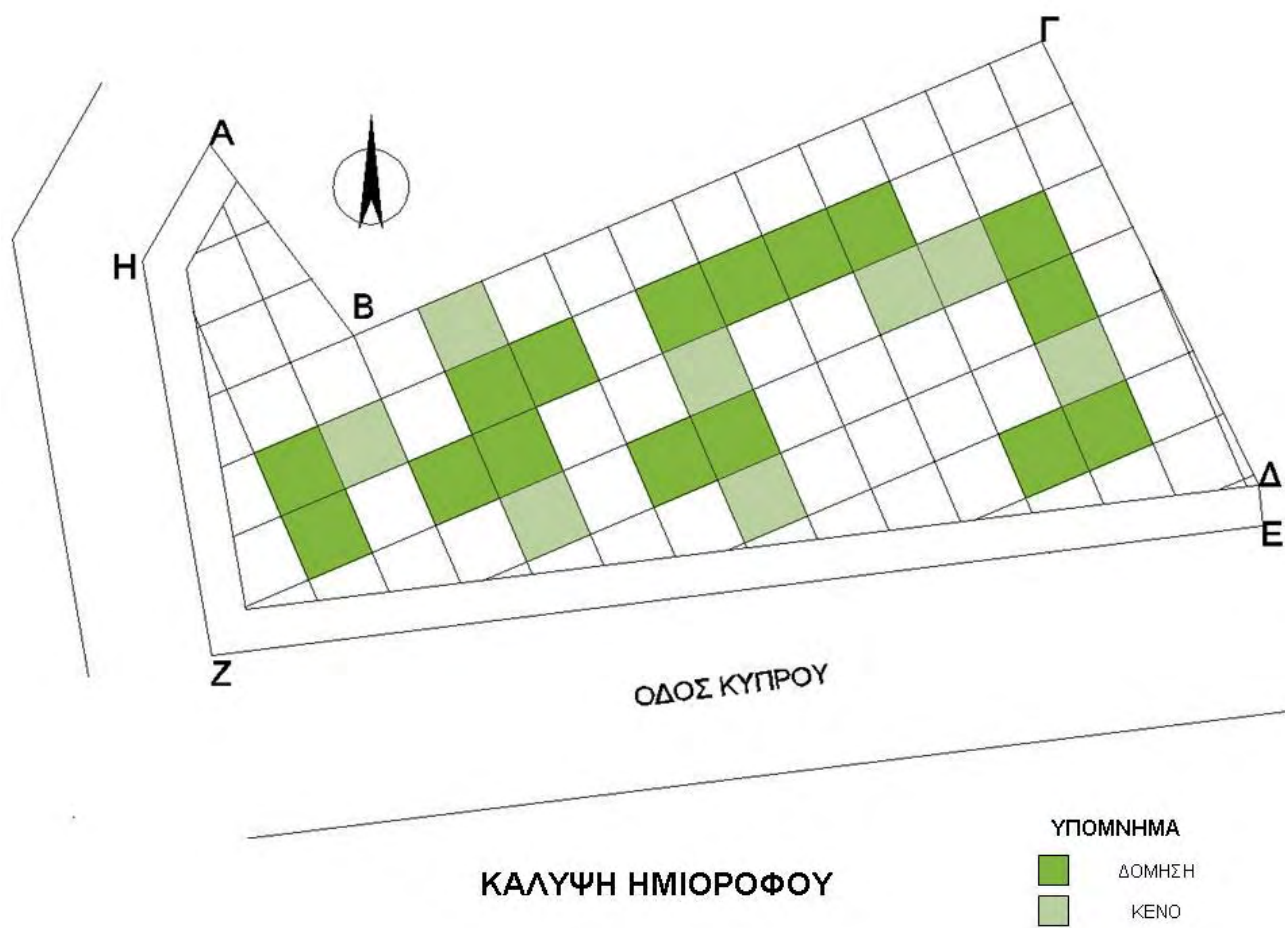 Γ
Α
Η
Β
Δ
Ε
Ζ
ΟΔΟΣ ΚΥΠΡΟΥ
ΥΠΟΜΝΗΜΑ
ΔΟΜΗΣΗ
ΚΕΝΟ
ΚΑΛΥΨΗ ΗΜΙΟΡΟΦΟΥ